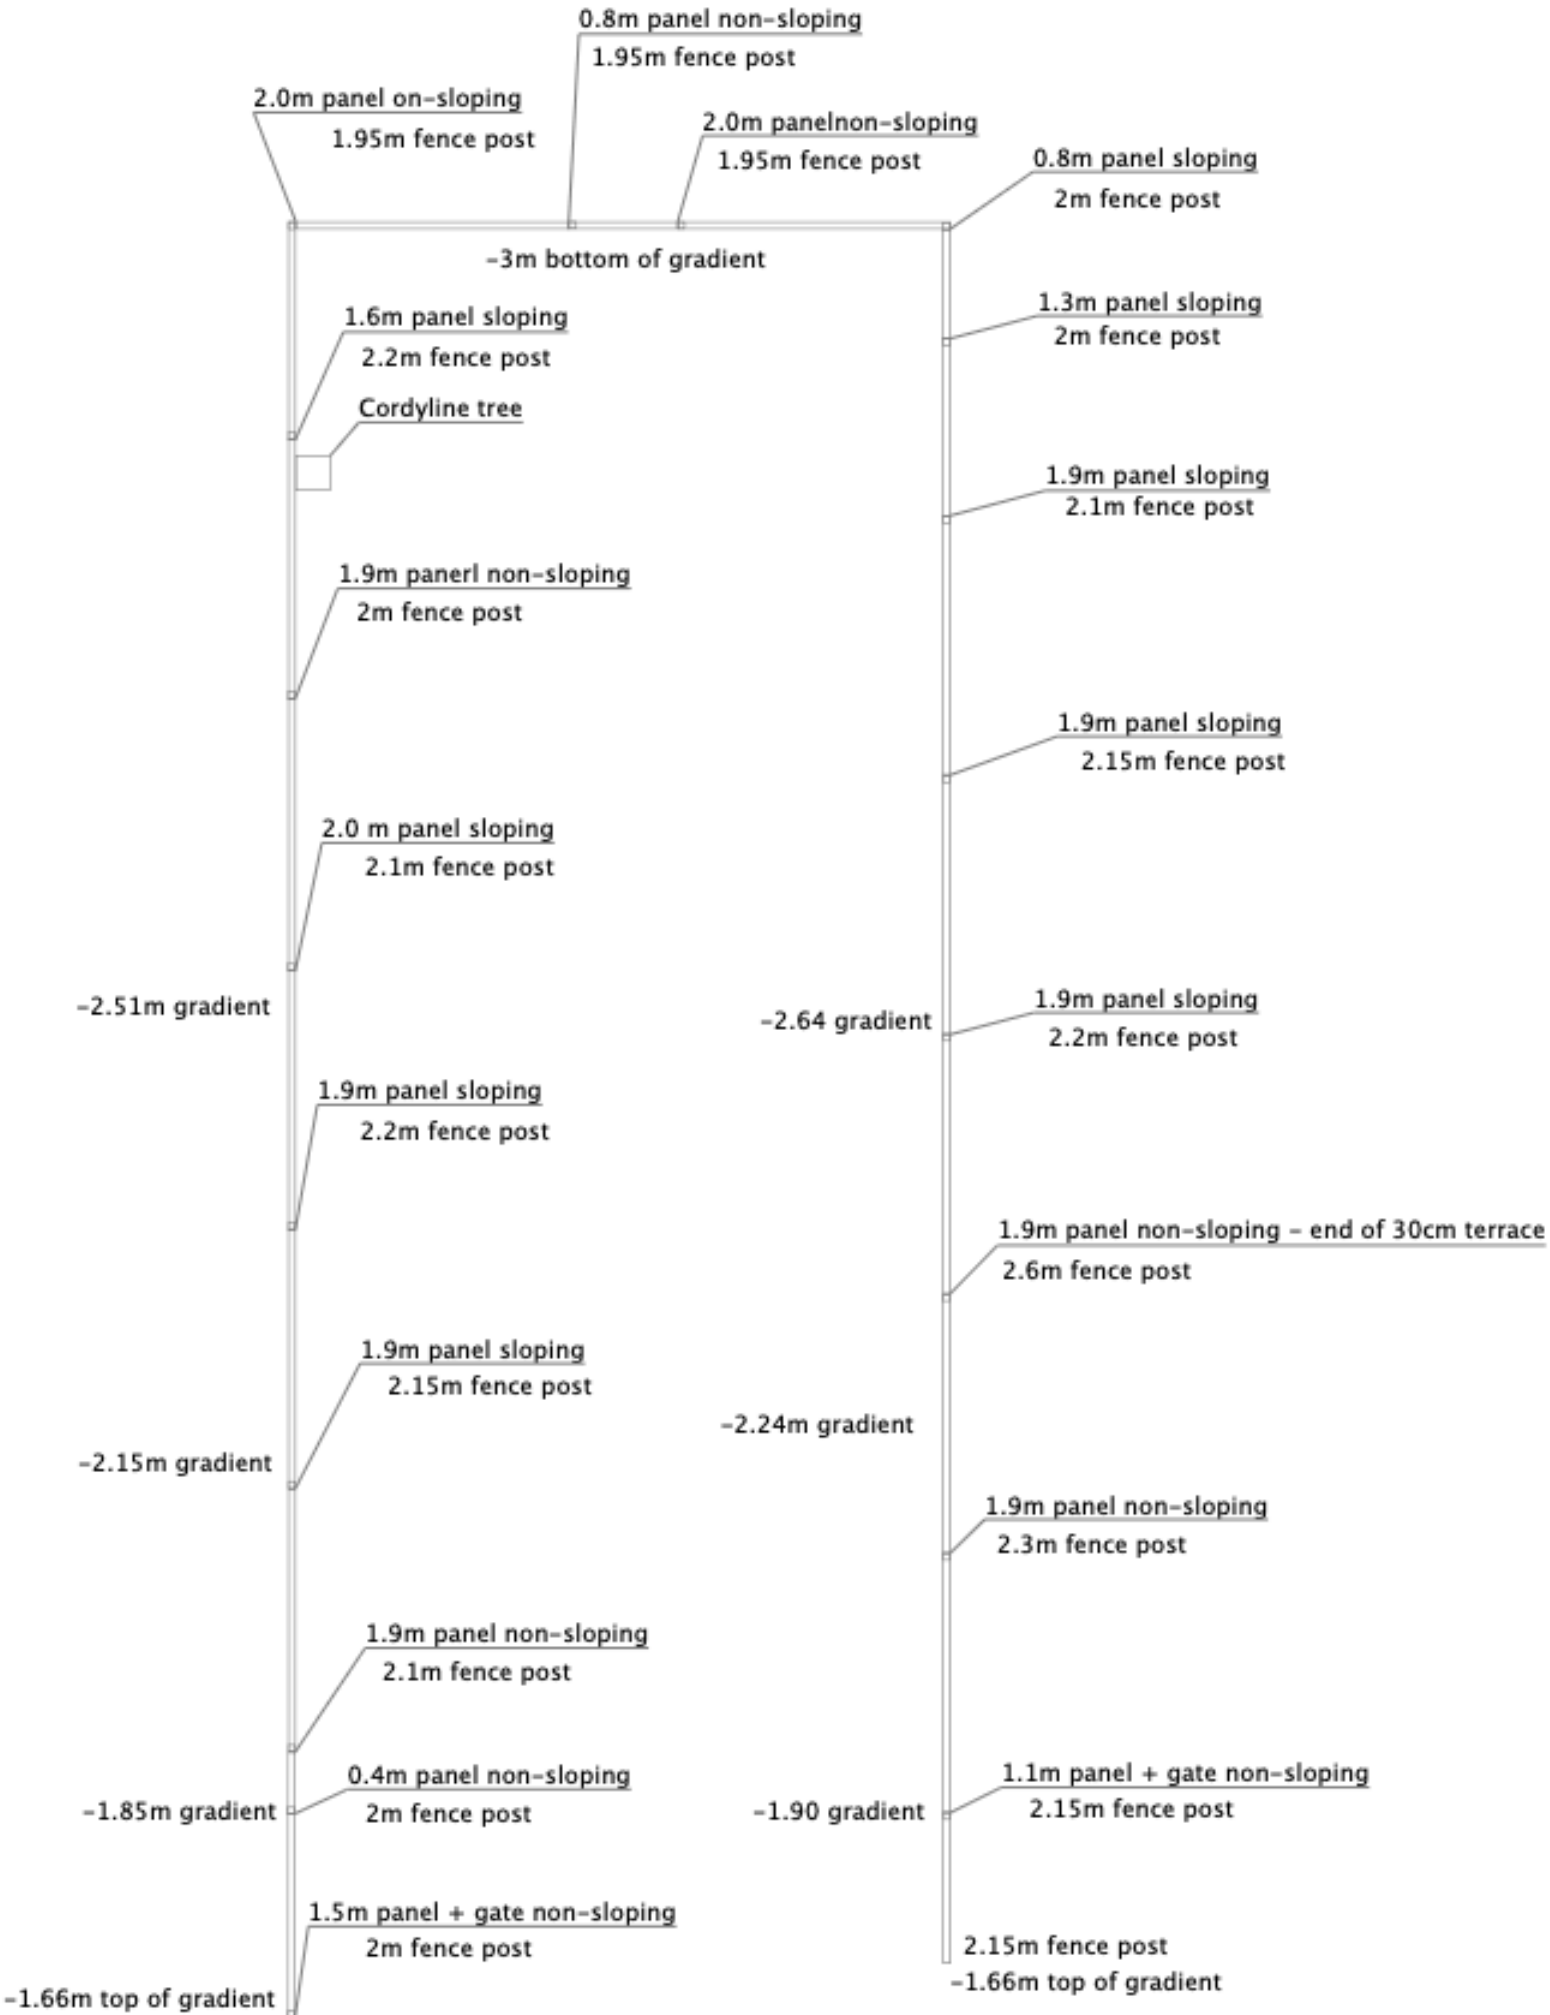 0.8m panel non-sloping
1.95m fence post
2.0m panel on-sloping
1.95m fence post
2.0m panelnon-sloping
1.95m fence post
0.8m panel sloping
2m fence post
-3m bottom of gradient
1.6m panel sloping
2.2m fence post
1.3m panel sloping
2m fence post
Cordyline tree
1.9m panel sloping
2.1m fence post
1.9m panerl non-sloping
2m fence post
1.9m panel sloping
2.15m fence post
2.0 m panel sloping
2.1m fence post
-2.51m gradient
-2.64 gradient
1.9m panel sloping
2.2m fence post
1.9m panel sloping
2.2m fence post
1.9m panel non-sloping - end of 30cm terrace
2.6m fence post
1.9m panel sloping
2.15m fence post
-2.24m gradient
-2.15m gradient
1.9m panel non-sloping
2.3m fence post
1.9m panel non-sloping
2.1m fence post
0.4m panel non-sloping
2m fence post
-1.85m gradient
-1.90 gradient
1.1m panel + gate non-sloping
2.15m fence post
1.5m panel + gate non-sloping
2m fence post
2.15m fence post
-1.66m top of gradient
-1.66m top of gradient